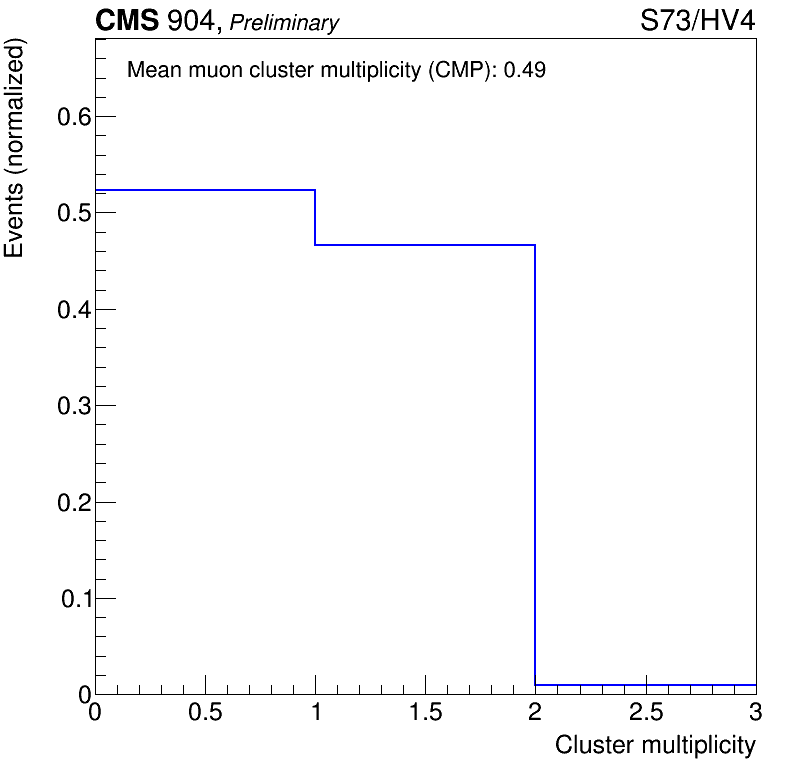 CMS 904, Preliminary S73/HV4
Mean muon cluster multiplicity (CMP): 0.49
Events (normalized)
0.6
0.5
0.4
0.3
0.2
0.1
0
0 0.5 1 1.5 2 2.5 3
Cluster multiplicity